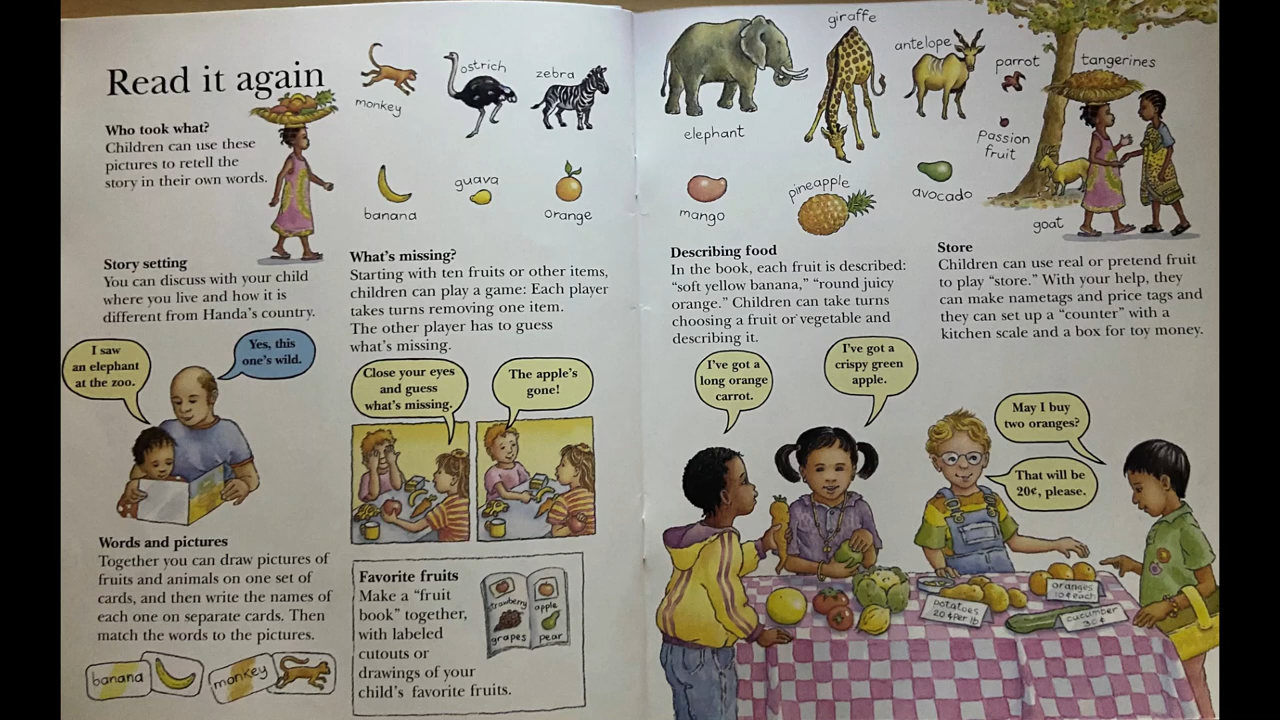 Read it again
Who took what?
Children can use these
pictures to retell the
story in their own words.
monkey
ostrich
zebra
banana
guava
orange
Story setting
You can discuss with your child
where you live and how it is
different from Handa's country.
I saw
an elephant
at the zoo.
Yes, this
one's wild.
Words and pictures
Together you can draw pictures of
fruits and animals on one set of
cards, and then write the names of
each one on separate cards. Then
match the words to the pictures.
banana
monkey
What's missing?
Starting with ten fruits or other items,
children can play a game: Each player
takes turns removing one item.
The other player has to guess
what's missing.
Close your eyes
and guess
what's missing.
The apple's
gone!
Favorite fruits
Make a "fruit
book" together,
with labeled
cutouts or
drawings of your
child's favorite fruits.
strawberry
apple
grapes
pear
elephant
giraffe
antelope
parrot
tangerines
passion
fruit
mango
pineapple
avocado
goat
Describing food
In the book, each fruit is described:
"soft yellow banana," "round juicy
orange." Children can take turns
choosing a fruit or vegetable and
describing it.
Store
Children can use real or pretend fruit
to play "store." With your help, they
can make nametags and price tags and
they can set up a "counter" with a
kitchen scale and a box for toy money.
I've got a
long orange
carrot.
I've got a
crispy green
apple.
May I buy
two oranges?
That will be
20¢, please.
potatoes
20¢ per lb
oranges
10¢ each
cucumber
30¢